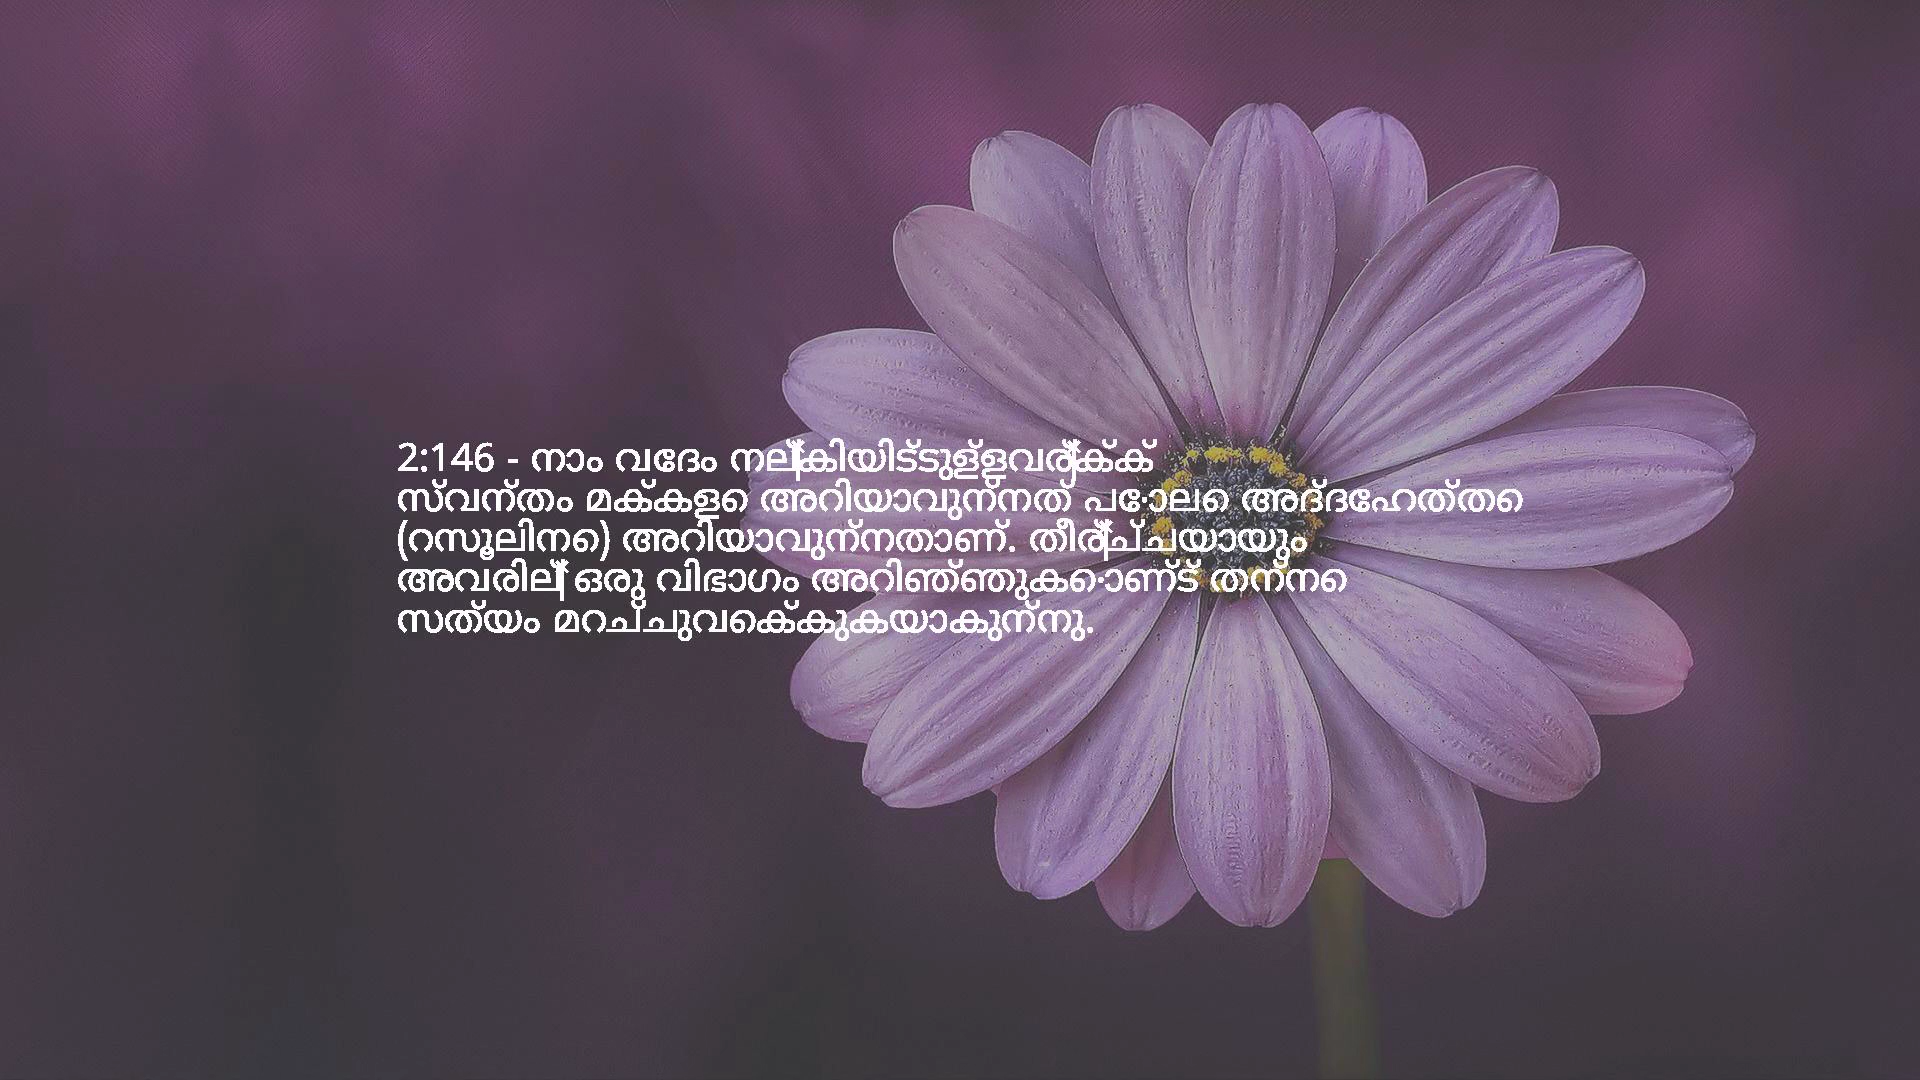 2:146 - നാം വേദം നല്‍കിയിട്ടുള്ളവര്‍ക്ക്
സ്വന്തം മക്കളെ അറിയാവുന്നത് പോലെ അദ്ദേഹത്തെ
(റസൂലിനെ) അറിയാവുന്നതാണ്. തീര്‍ച്ചയായും
അവരില്‍ ഒരു വിഭാഗം അറിഞ്ഞുകൊണ്ട് തന്നെ
സത്യം മറച്ചുവെക്കുകയാകുന്നു.